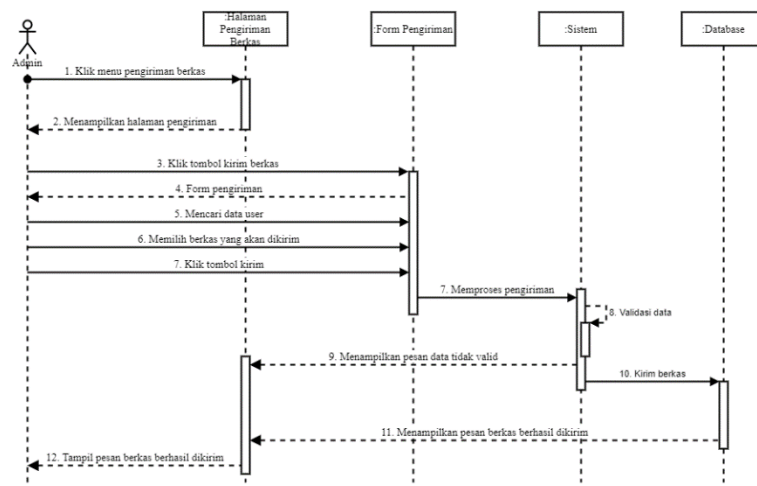 :Halaman
Pengiriman
Berkas
:Form Pengiriman
:Sistem
:Database
Admin
1. Klik menu pengiriman berkas
2. Menampilkan halaman pengiriman
3. Klik tombol kirim berkas
4. Form pengiriman
5. Mencari data user
6. Memilih berkas yang akan dikirim
7. Klik tombol kirim
7. Memproses pengiriman
8. Validasi data
9. Menampilkan pesan data tidak valid
10. Kirim berkas
11. Menampilkan pesan berkas berhasil dikirim
12. Tampil pesan berkas berhasil dikirim